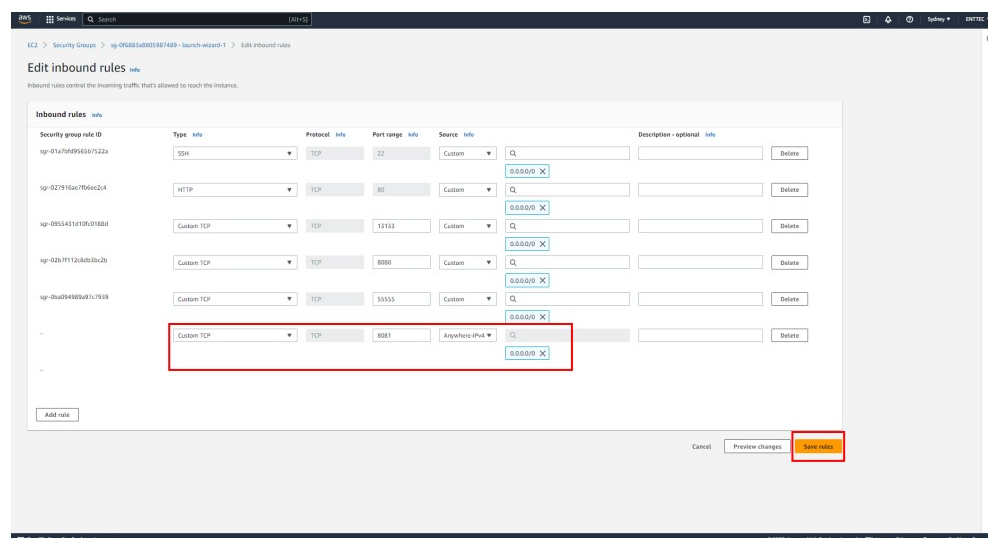 aws Services Search [Alt+S] Sydney ENTTEC
EC2 > Security Groups > sg-0f6883a8805987489 - launch-wizard-1 > Edit inbound rules
Edit inbound rules Info
Inbound rules control the incoming traffic that's allowed to reach the instance.
Inbound rules Info
Security group rule ID Type Info Protocol Info Port range Info Source Info Description - optional Info
sgr-01a7bfd9565b7522a SSH TCP 22 Custom Delete
0.0.0.0/0
sgr-027916ae7fb6ee2c4 HTTP TCP 80 Custom Delete
0.0.0.0/0
sgr-0955431d10fc0188d Custom TCP TCP 13133 Custom Delete
0.0.0.0/0
sgr-02b7f112c8db3bc2b Custom TCP TCP 8080 Custom Delete
0.0.0.0/0
sgr-0ba094989a97c7939 Custom TCP TCP 55555 Custom Delete
0.0.0.0/0
– Custom TCP TCP 8081 Anywhere-IPv4 Delete
0.0.0.0/0
–
Add rule
Cancel Preview changes Save rules